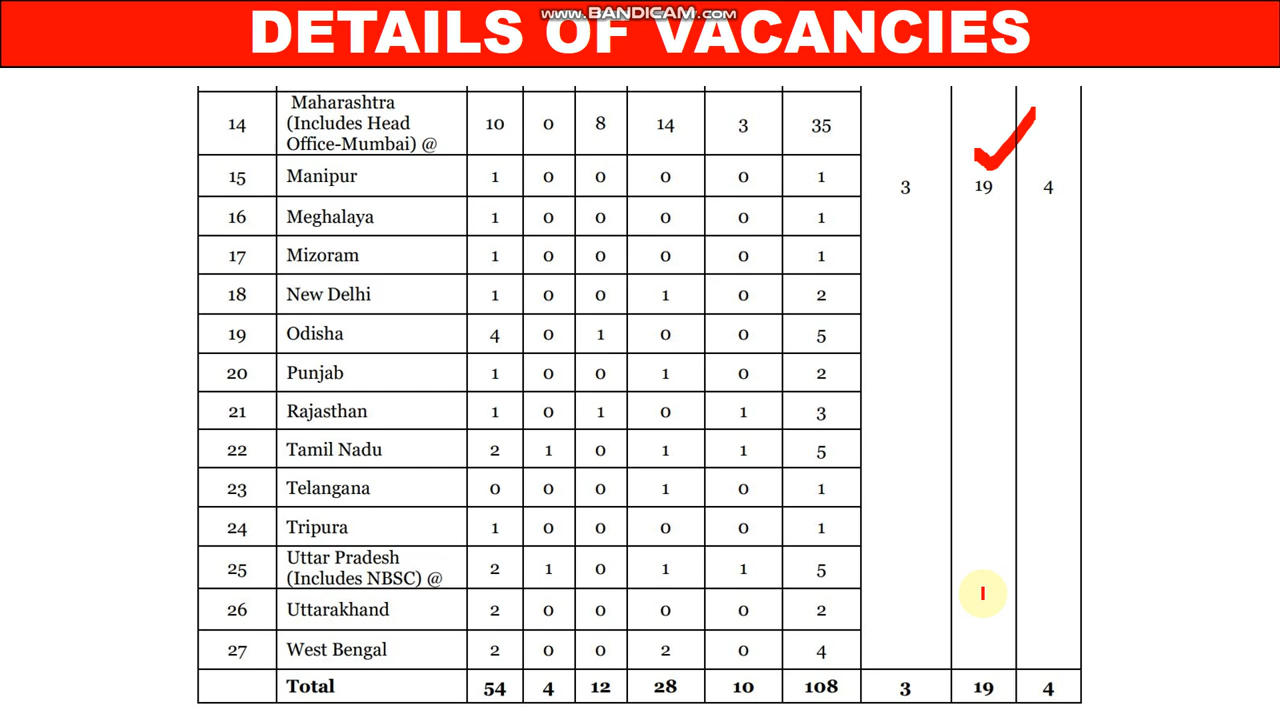 www.BANDICAM.com
DETAILS OF VACANCIES
14 Maharashtra (Includes Head Office-Mumbai) @ 10 0 8 14 3 35
15 Manipur 1 0 0 0 0 1 3 19 4
16 Meghalaya 1 0 0 0 0 1
17 Mizoram 1 0 0 0 0 1
18 New Delhi 1 0 0 1 0 2
19 Odisha 4 0 1 0 0 5
20 Punjab 1 0 0 1 0 2
21 Rajasthan 1 0 1 0 1 3
22 Tamil Nadu 2 1 0 1 1 5
23 Telangana 0 0 0 1 0 1
24 Tripura 1 0 0 0 0 1
25 Uttar Pradesh (Includes NBSC) @ 2 1 0 1 1 5
26 Uttarakhand 2 0 0 0 0 2
27 West Bengal 2 0 0 2 0 4
Total 54 4 12 28 10 108 3 19 4